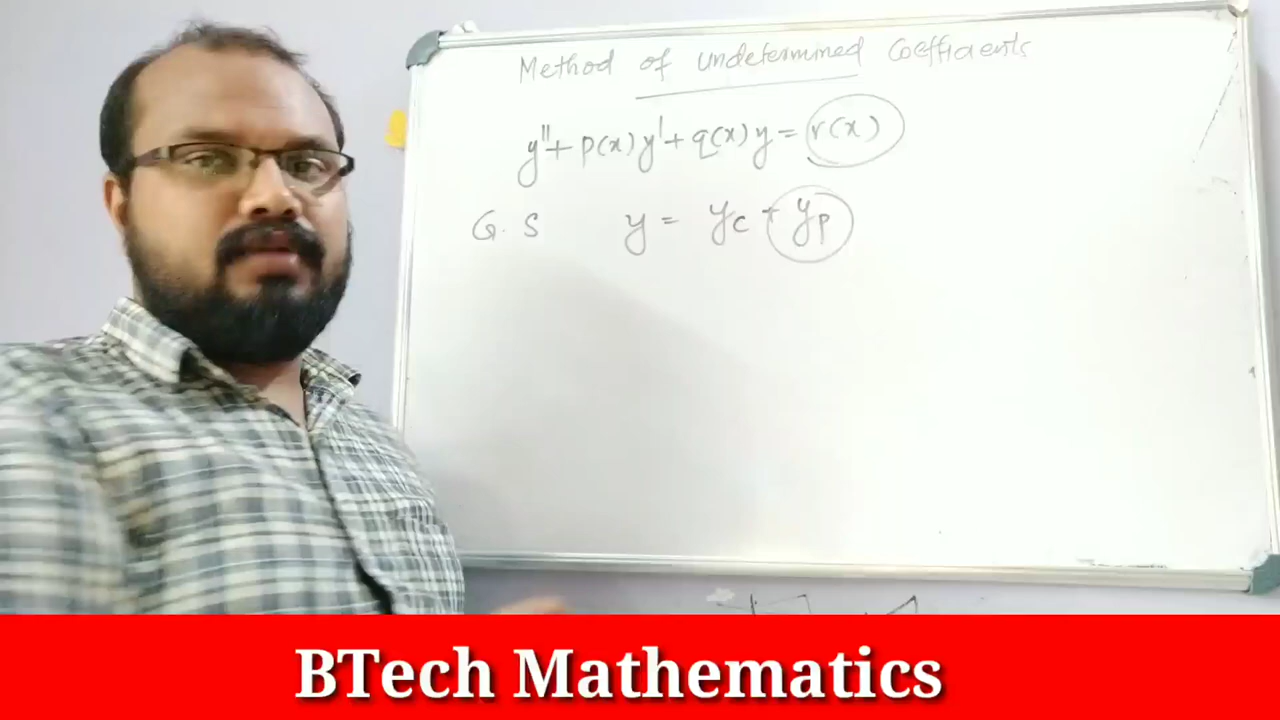 Method of undetermined Coefficients
y'' + p(x)y' + q(x)y = r(x)
G.S y = yc + yp
BTech Mathematics